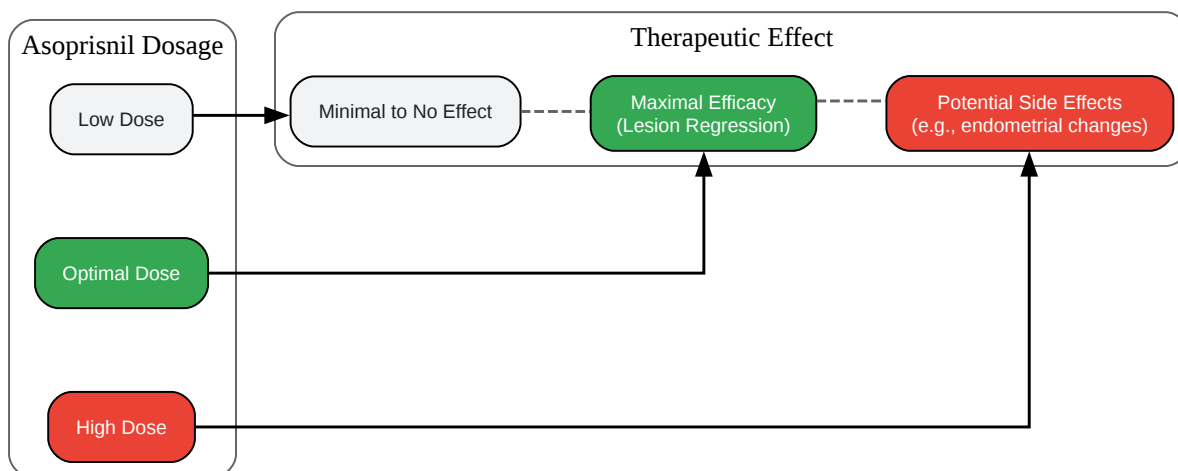 Asoprisnil Dosage
Low Dose
Optimal Dose
High Dose
Therapeutic Effect
Minimal to No Effect
Maximal Efficacy
(Lesion Regression)
Potential Side Effects
(e.g., endometrial changes)